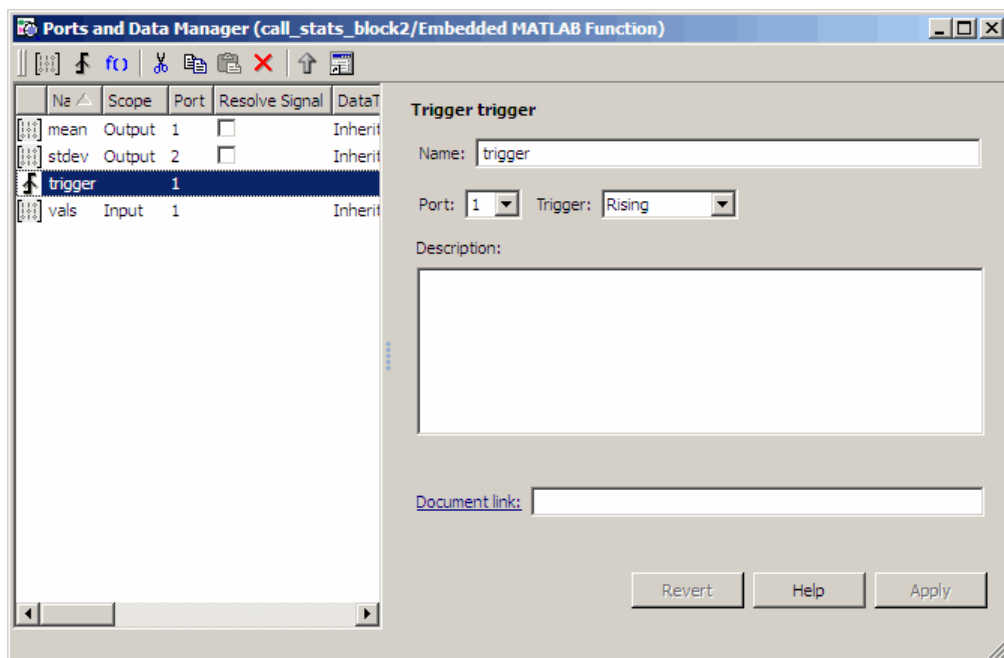 Ports and Data Manager (call_stats_block2/Embedded MATLAB Function)
f()
Na Scope Port Resolve Signal DataT
mean Output 1 Inherit
stdev Output 2 Inherit
trigger 1
vals Input 1 Inherit
Trigger trigger
Name: trigger
Port: 1 Trigger: Rising
Description:
Document link:
Revert Help Apply